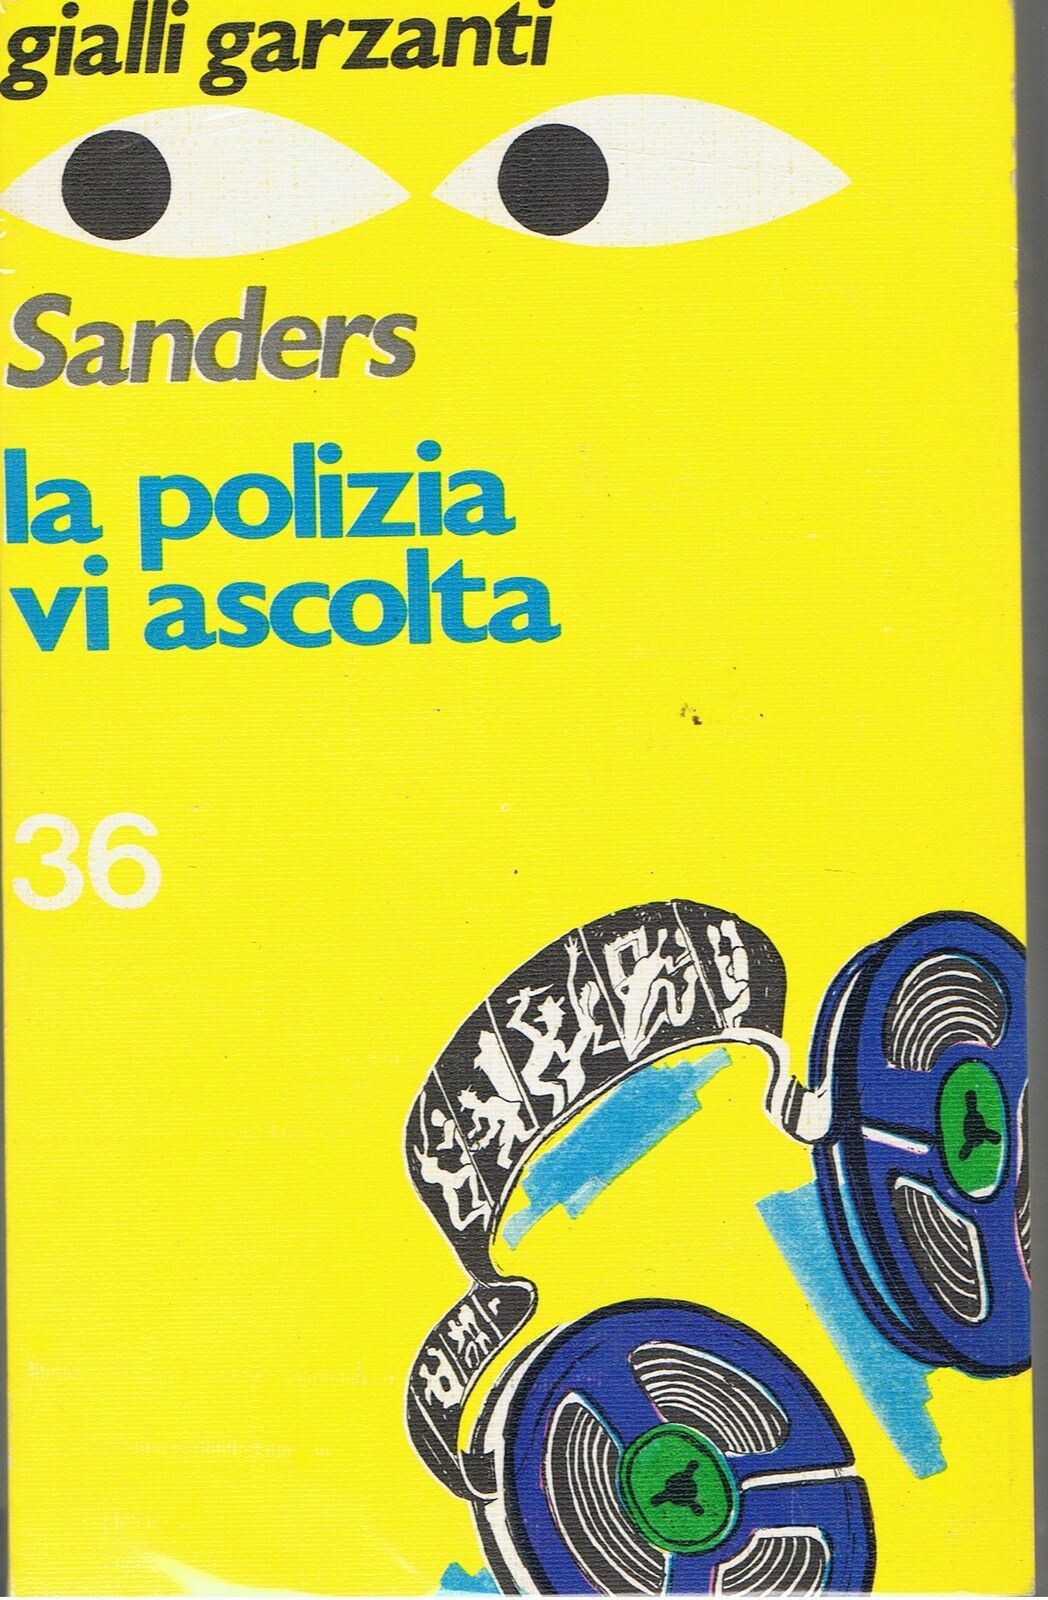 gialli garzanti
Sanders
la polizia
vi ascolta
36